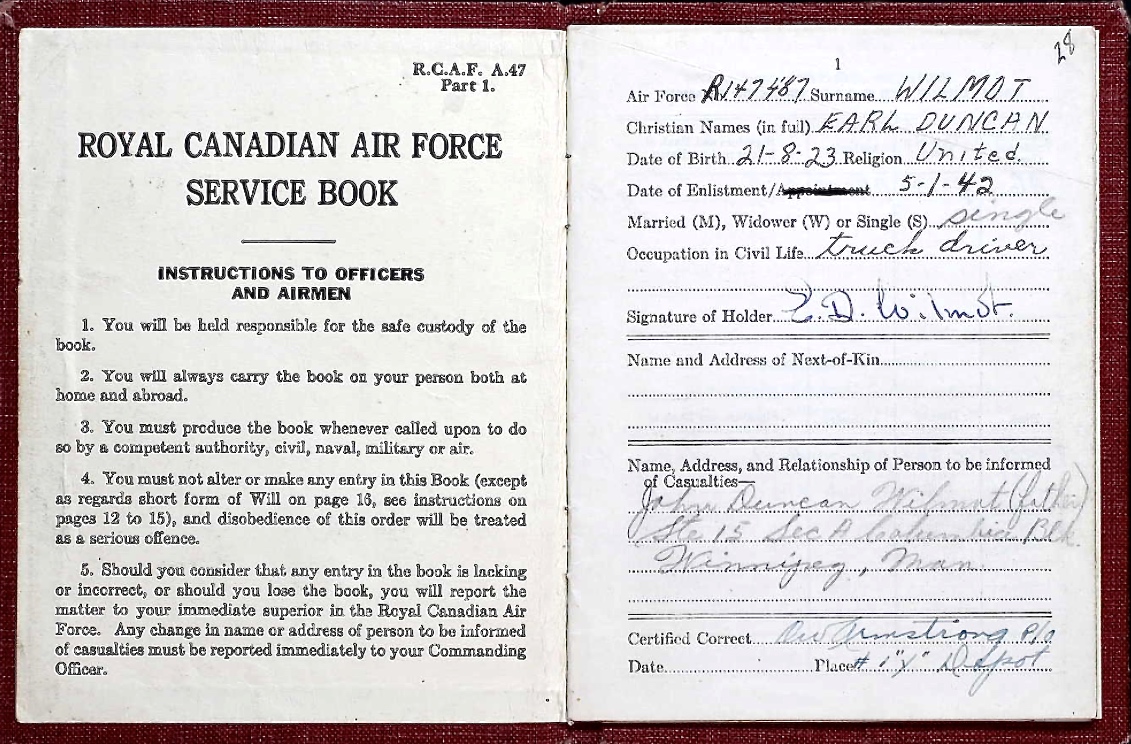 R.C.A.F. A.47
Part 1.
ROYAL CANADIAN AIR FORCE
SERVICE BOOK
INSTRUCTIONS TO OFFICERS
AND AIRMEN
1. You will be held responsible for the safe custody of the
book.
2. You will always carry the book on your person both at
home and abroad.
3. You must produce the book whenever called upon to do
so by a competent authority, civil, naval, military or air.
4. You must not alter or make any entry in this Book (except
as regards short form of Will on page 16, see instructions on
pages 12 to 15), and disobedience of this order will be treated
as a serious offence.
5. Should you consider that any entry in the book is lacking
or incorrect, or should you lose the book, you will report the
matter to your immediate superior in the Royal Canadian Air
Force. Any change in name or address of person to be informed
of casualties must be reported immediately to your Commanding
Officer.
28
1
Air Force R147487 Surname WILMOT
Christian Names (in full) EARL DUNCAN
Date of Birth 21-8-23 Religion United
Date of Enlistment/Appointment 5-1-42
Married (M), Widower (W) or Single (S) single
Occupation in Civil Life truck driver
Signature of Holder E. D. Wilmot.
Name and Address of Next-of-Kin
Name, Address, and Relationship of Person to be informed
of Casualties—
John Duncan Wilmot (father)
Ste 15 Sec A Columbia Blk.
Winnipeg, Man.
Certified Correct Armstrong P/O
Date Place # 1 "Y" Depot